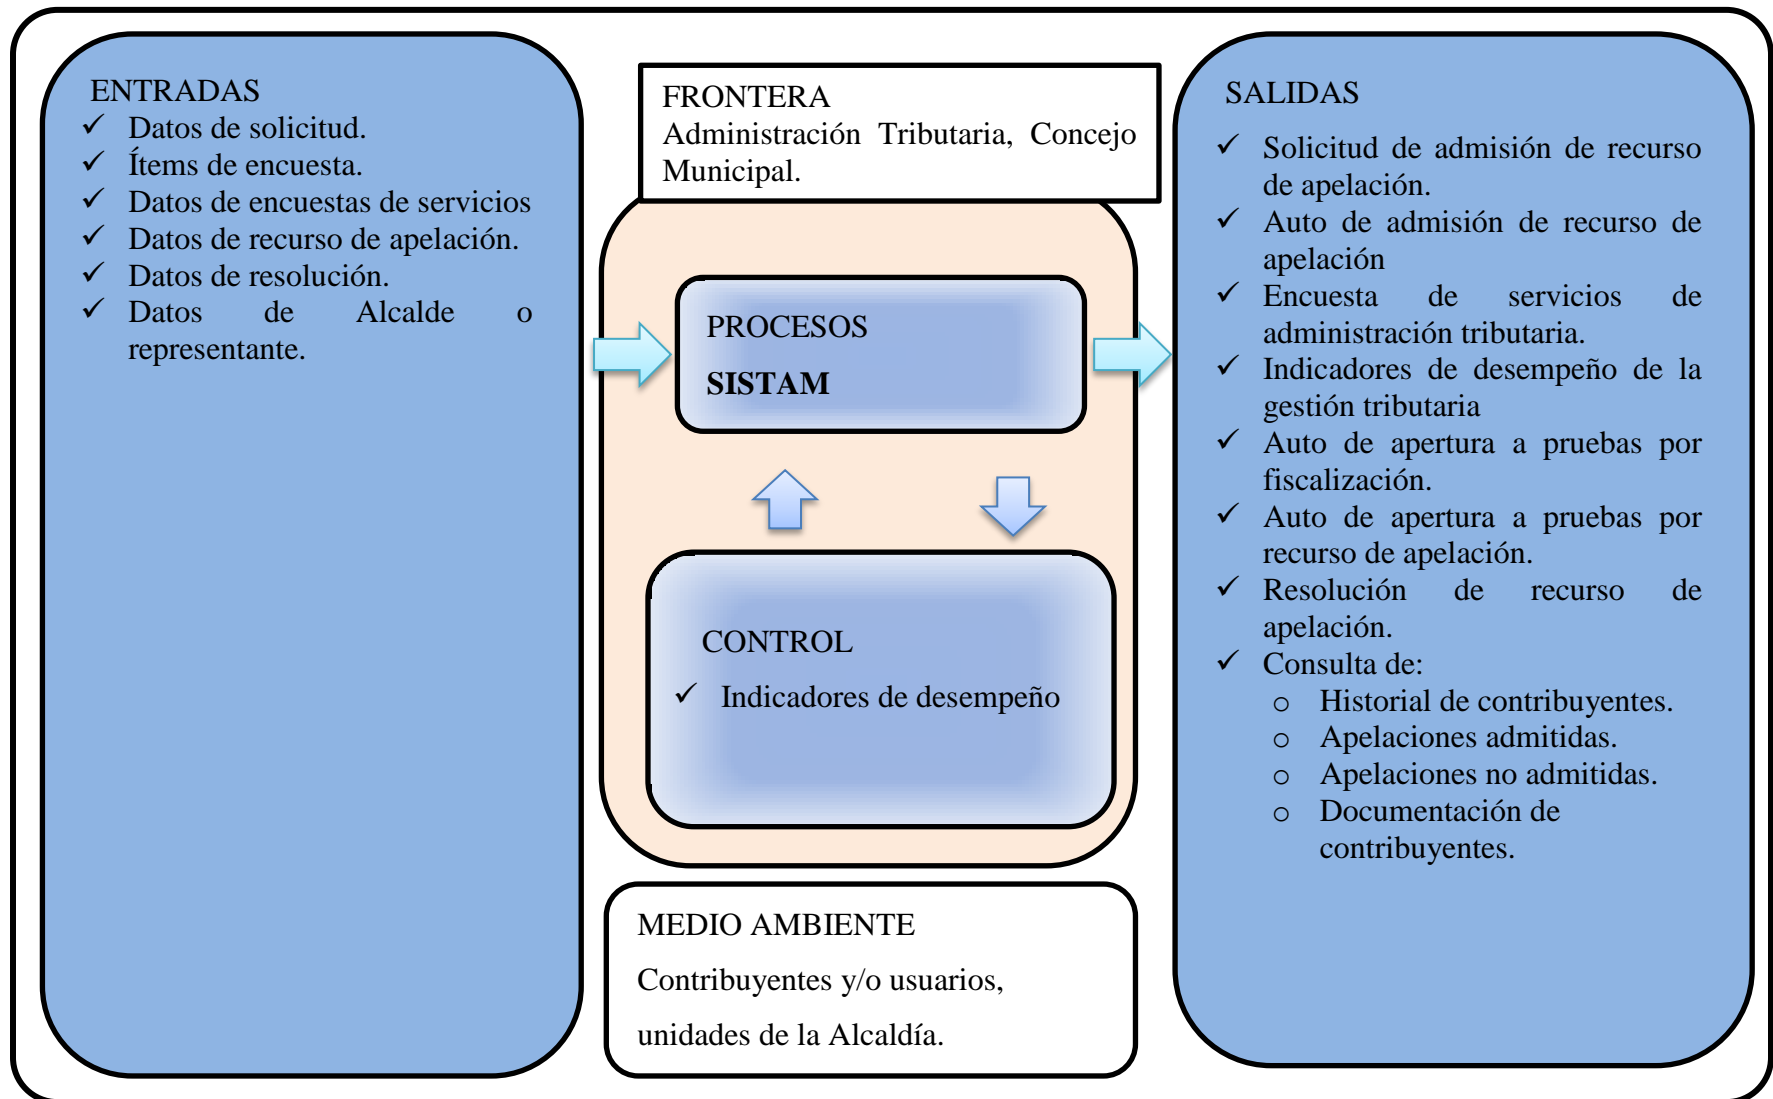 ENTRADAS
✓ Datos de solicitud.
✓ Ítems de encuesta.
✓ Datos de encuestas de servicios
✓ Datos de recurso de apelación.
✓ Datos de resolución.
✓ Datos de Alcalde o
representante.
FRONTERA
Administración Tributaria, Concejo
Municipal.
PROCESOS
SISTAM
CONTROL
✓ Indicadores de desempeño
MEDIO AMBIENTE
Contribuyentes y/o usuarios,
unidades de la Alcaldía.
SALIDAS
✓ Solicitud de admisión de recurso
de apelación.
✓ Auto de admisión de recurso de
apelación
✓ Encuesta de servicios de
administración tributaria.
✓ Indicadores de desempeño de la
gestión tributaria
✓ Auto de apertura a pruebas por
fiscalización.
✓ Auto de apertura a pruebas por
recurso de apelación.
✓ Resolución de recurso de
apelación.
✓ Consulta de:
o Historial de contribuyentes.
o Apelaciones admitidas.
o Apelaciones no admitidas.
o Documentación de
contribuyentes.